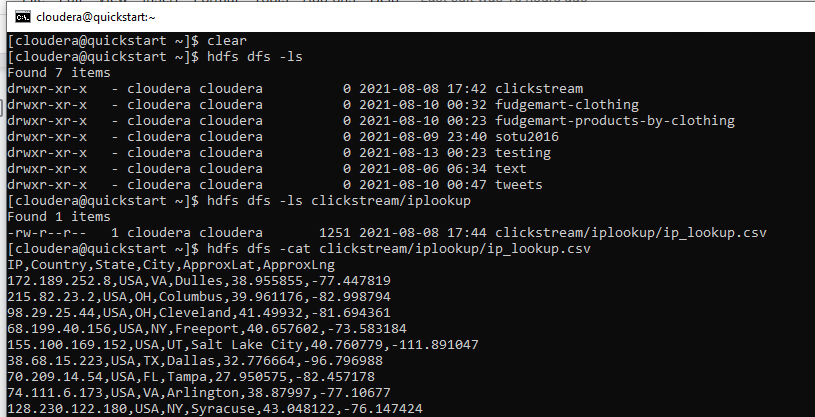 cloudera@quickstart:~
[cloudera@quickstart ~]$ clear
[cloudera@quickstart ~]$ hdfs dfs -ls
Found 7 items
drwxr-xr-x   - cloudera cloudera          0 2021-08-08 17:42 clickstream
drwxr-xr-x   - cloudera cloudera          0 2021-08-10 00:32 fudgemart-clothing
drwxr-xr-x   - cloudera cloudera          0 2021-08-10 00:23 fudgemart-products-by-clothing
drwxr-xr-x   - cloudera cloudera          0 2021-08-09 23:40 sotu2016
drwxr-xr-x   - cloudera cloudera          0 2021-08-13 00:23 testing
drwxr-xr-x   - cloudera cloudera          0 2021-08-06 06:34 text
drwxr-xr-x   - cloudera cloudera          0 2021-08-10 00:47 tweets
[cloudera@quickstart ~]$ hdfs dfs -ls clickstream/iplookup
Found 1 items
-rw-r--r--   1 cloudera cloudera       1251 2021-08-08 17:44 clickstream/iplookup/ip_lookup.csv
[cloudera@quickstart ~]$ hdfs dfs -cat clickstream/iplookup/ip_lookup.csv
IP,Country,State,City,ApproxLat,ApproxLng
172.189.252.8,USA,VA,Dulles,38.955855,-77.447819
215.82.23.2,USA,OH,Columbus,39.961176,-82.998794
98.29.25.44,USA,OH,Cleveland,41.49932,-81.694361
68.199.40.156,USA,NY,Freeport,40.657602,-73.583184
155.100.169.152,USA,UT,Salt Lake City,40.760779,-111.891047
38.68.15.223,USA,TX,Dallas,32.776664,-96.796988
70.209.14.54,USA,FL,Tampa,27.950575,-82.457178
74.111.6.173,USA,VA,Arlington,38.87997,-77.10677
128.230.122.180,USA,NY,Syracuse,43.048122,-76.147424